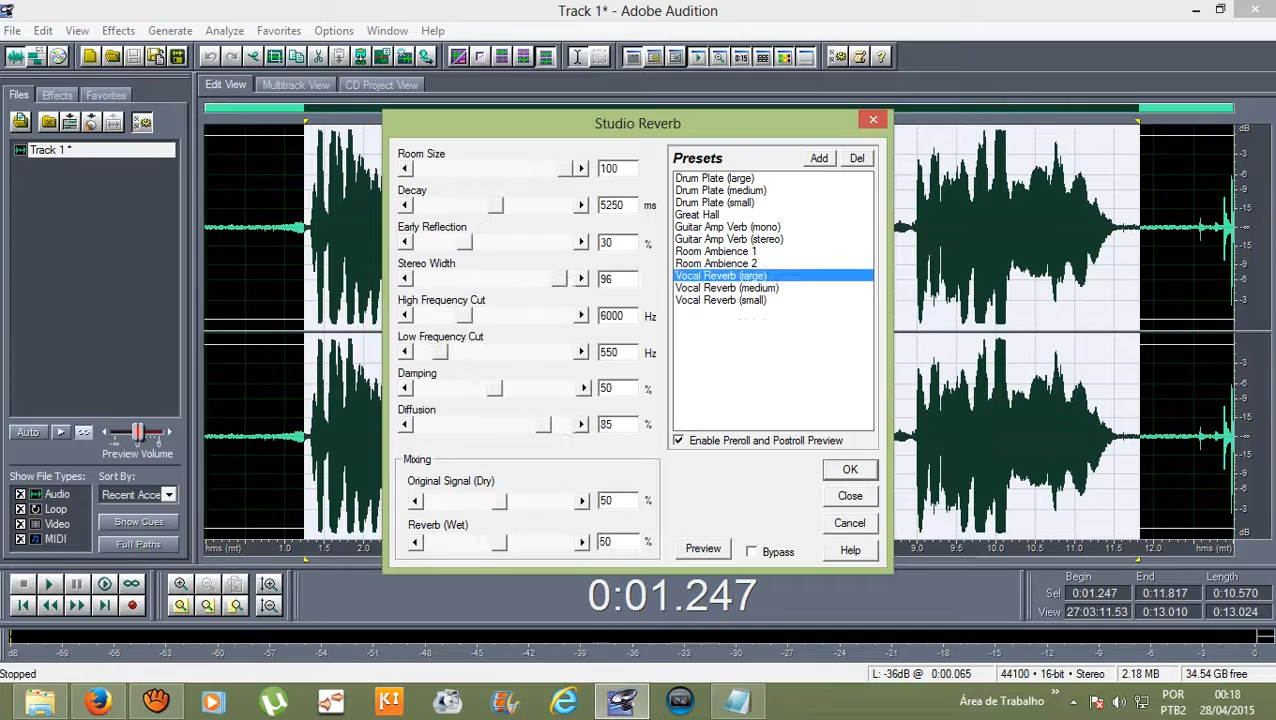 Track 1* - Adobe Audition
File Edit View Effects Generate Analyze Favorites Options Window Help
Edit View Multitrack View CD Project View
Files Effects Favorites
Track 1 *
Auto
Preview Volume
Show File Types: Sort By:
Audio
Loop
Video
MIDI
Recent Acce
Show Cues
Full Paths
Studio Reverb
Room Size
100
Decay
5250 ms
Early Reflection
30 %
Stereo Width
96
High Frequency Cut
6000 Hz
Low Frequency Cut
550 Hz
Damping
50 %
Diffusion
85 %
Mixing
Original Signal (Dry)
50 %
Reverb (Wet)
50 %
Presets Add Del
Drum Plate (large)
Drum Plate (medium)
Drum Plate (small)
Great Hall
Guitar Amp Verb (mono)
Guitar Amp Verb (stereo)
Room Ambience 1
Room Ambience 2
Vocal Reverb (large)
Vocal Reverb (medium)
Vocal Reverb (small)
Enable Preroll and Postroll Preview
OK
Close
Cancel
Preview Bypass Help
dB
-3
-15
-3
dB
-3
-15
-3
hms (mt) 1.0 2.0 9.0 9.5 10.0 10.5 11.0 11.5 12.0 hms (mt)
0:01.247
Begin End Length
Sel 0:01.247 0:11.817 0:10.570
View 27:03:11.53 0:13.010 0:13.024
dB -69 -66 -63 -60 -57 -54 -51 -48 -45 -42 -39 -36 -33 -30 -27 -24 -21 -18 -15 -12 -9 -6 -3 0
Stopped
L: -36dB @ 0:00.065 44100 • 16-bit • Stereo 2.18 MB 34.54 GB free
KI
Área de Trabalho
POR
PTB2
00:18
28/04/2015